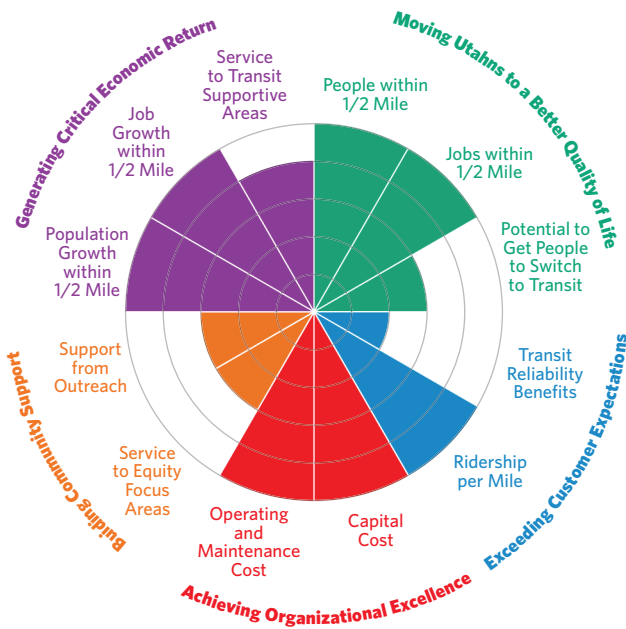 Moving Utahns to a Better Quality of Life
People within
1/2 Mile
Jobs within
1/2 Mile
Potential to
Get People
to Switch
to Transit
Exceeding Customer Expectations
Transit
Reliability
Benefits
Ridership
per Mile
Achieving Organizational Excellence
Capital
Cost
Operating
and
Maintenance
Cost
Buiding Community Support
Service
to Equity
Focus
Areas
Support
from
Outreach
Generating Critical Economic Return
Population
Growth
within
1/2 Mile
Job
Growth
within
1/2 Mile
Service
to Transit
Supportive
Areas